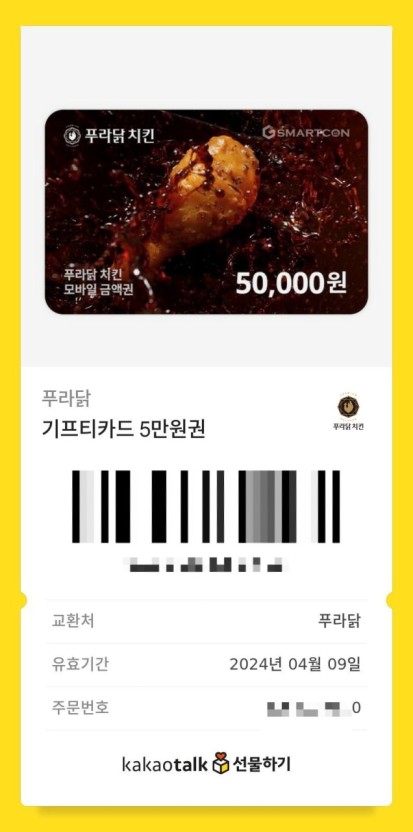 푸라닭 치킨
SMARTCON
푸라닭 치킨
모바일 금액권
50,000원
푸라닭
기프티카드 5만원권
푸라닭 치킨
교환처 푸라닭
유효기간 2024년 04월 09일
주문번호 0
kakaotalk 선물하기